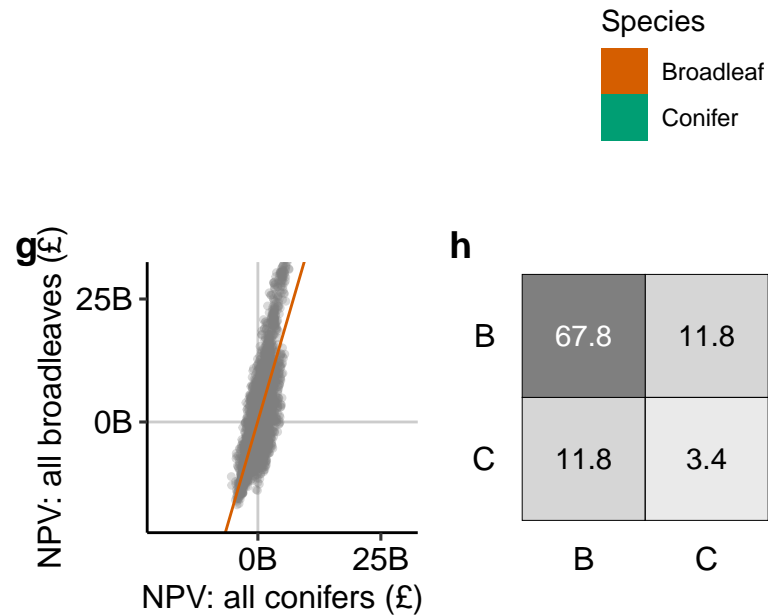 Species
Broadleaf
Conifer
g
NPV: all broadleaves (£)
25B
0B
0B 25B
NPV: all conifers (£)
h
B 67.8 11.8
C 11.8 3.4
B C